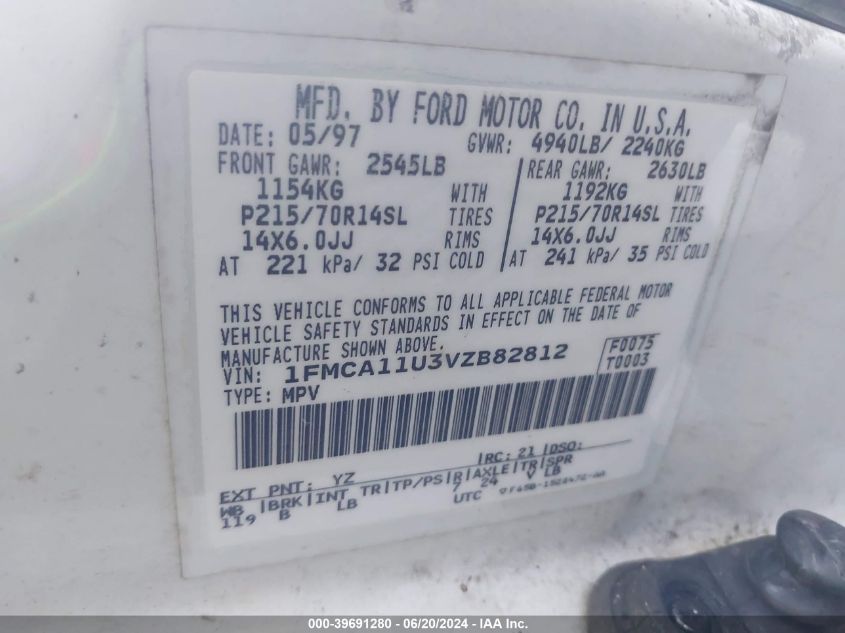 MFD. BY FORD MOTOR CO. IN U.S.A.
DATE: 05/97 GVWR: 4940LB/ 2240KG
FRONT GAWR: 2545LB REAR GAWR: 2630LB
1154KG WITH 1192KG WITH
P215/70R14SL TIRES P215/70R14SL TIRES
14X6.0JJ RIMS 14X6.0JJ RIMS
AT 221 kPa/ 32 PSI COLD AT 241 kPa/ 35 PSI COLD
THIS VEHICLE CONFORMS TO ALL APPLICABLE FEDERAL MOTOR
VEHICLE SAFETY STANDARDS IN EFFECT ON THE DATE OF
MANUFACTURE SHOWN ABOVE.
VIN: 1FMCA11U3VZB82812 F0075
TYPE: MPV T0003
EXT PNT: YZ RC: 21 DSO:
WB BRK INT TR TP/PS R AXLE TR SPR
119 B LB 7 24 V LB
UTC
000-39691280 - 06/20/2024 - IAAI Inc.